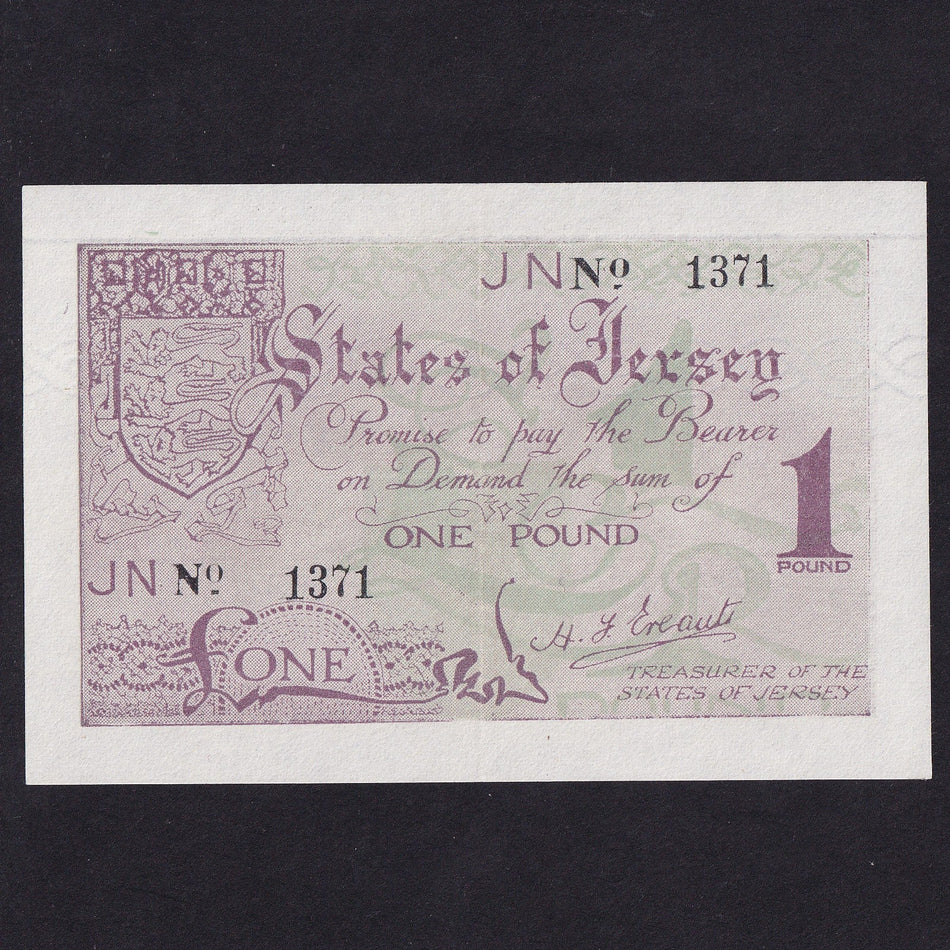 JN Nº 1371
States of Jersey
Promise to pay the Bearer
on Demand the sum of
ONE POUND
1
POUND
JN Nº 1371
£ONE
H. F. Ereaut
TREASURER OF THE
STATES OF JERSEY